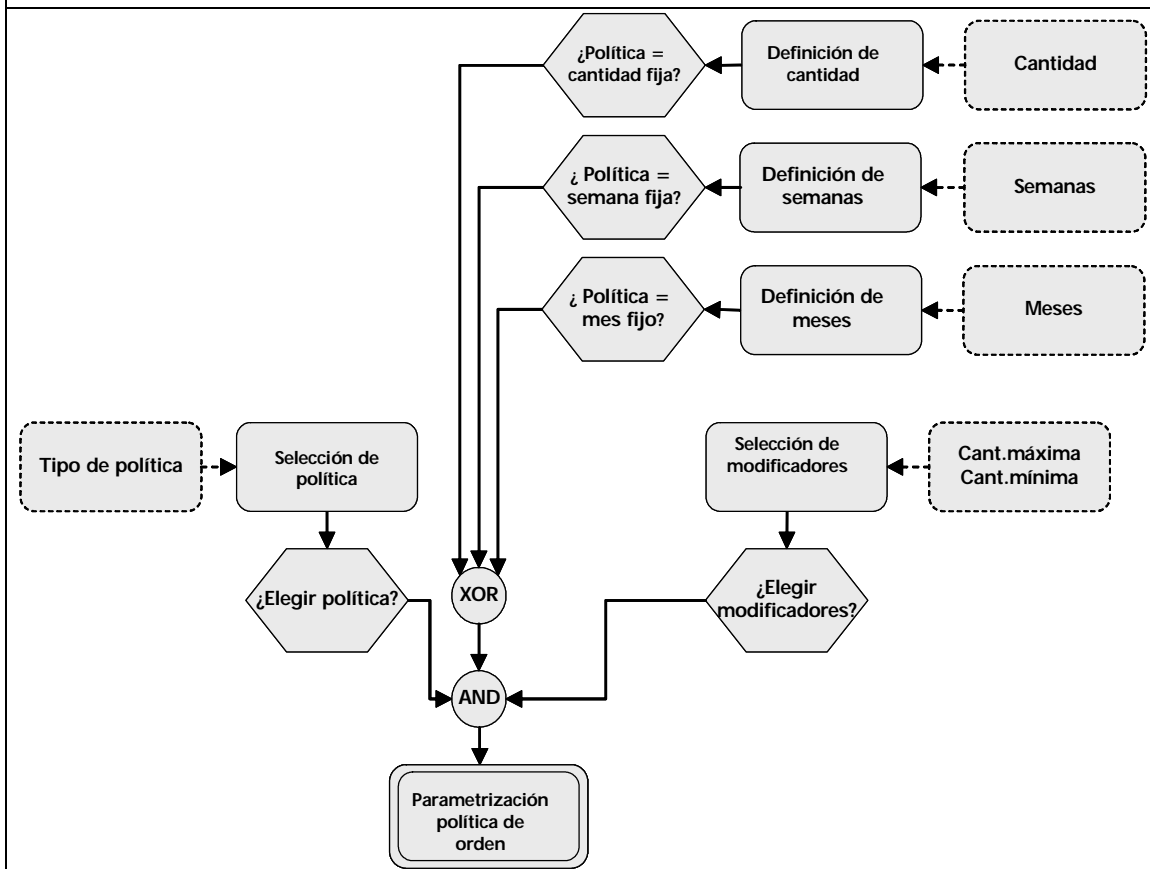 ¿Política =
cantidad fija?
Definición de
cantidad
Cantidad
¿ Política =
semana fija?
Definición de
semanas
Semanas
¿ Política =
mes fijo?
Definición de
meses
Meses
Tipo de política
Selección de
política
Selección de
modificadores
Cant.máxima
Cant.mínima
¿Elegir política?
XOR
¿Elegir
modificadores?
AND
Parametrización
política de
orden